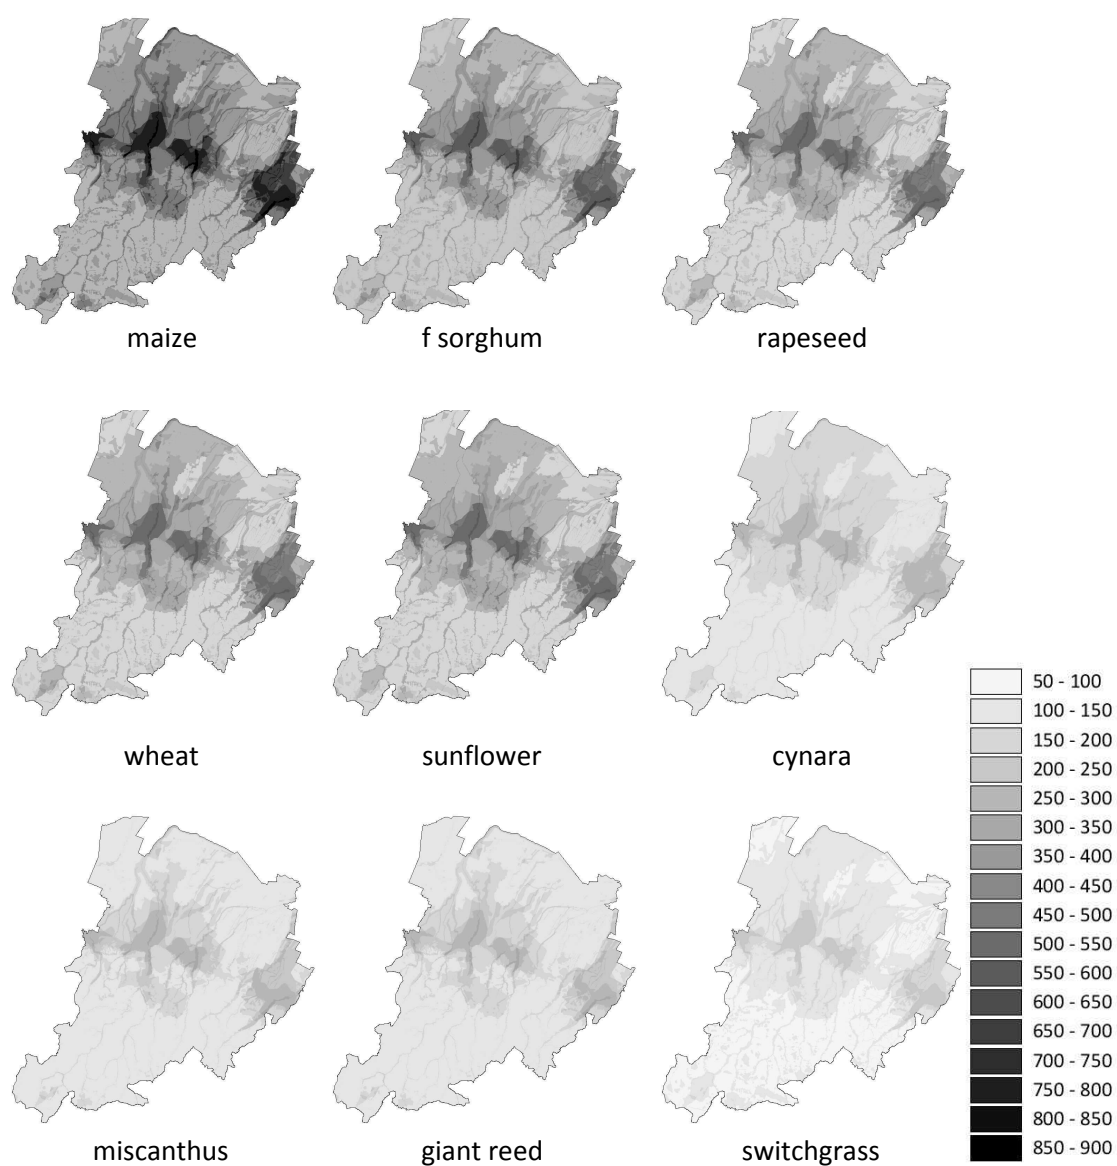 maize
f sorghum
rapeseed
wheat
sunflower
cynara
miscanthus
giant reed
switchgrass
50 - 100
100 - 150
150 - 200
200 - 250
250 - 300
300 - 350
350 - 400
400 - 450
450 - 500
500 - 550
550 - 600
600 - 650
650 - 700
700 - 750
750 - 800
800 - 850
850 - 900